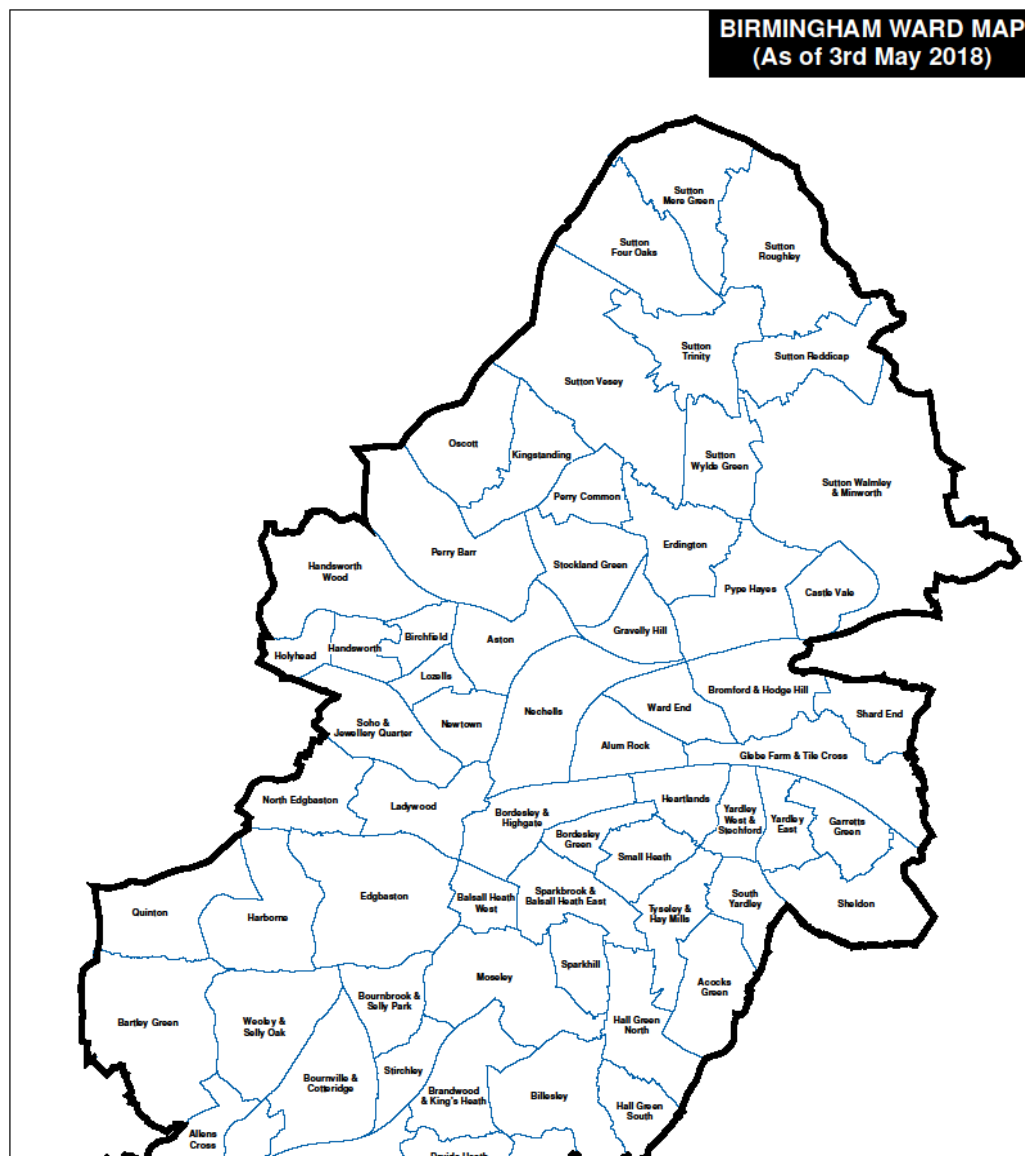 BIRMINGHAM WARD MAP
(As of 3rd May 2018)
Sutton
Mere Green
Sutton
Four Oaks
Sutton
Roughley
Sutton
Trinity
Sutton Reddicap
Sutton Vesey
Oscott
Kingstanding
Sutton
Wylde Green
Sutton Walmley
& Minworth
Perry Common
Perry Barr
Erdington
Handsworth
Wood
Stockland Green
Pype Hayes
Castle Vale
Gravelly Hill
Birchfield
Aston
Holyhead
Handsworth
Lozells
Bromford & Hodge Hill
Soho &
Jewellery Quarter
Newtown
Nechells
Ward End
Shard End
Alum Rock
Glebe Farm & Tile Cross
North Edgbaston
Ladywood
Bordesley &
Highgate
Heartlands
Yardley
West &
Stechford
Yardley
East
Garretts
Green
Bordesley
Green
Small Heath
Quinton
Harborne
Edgbaston
Balsall Heath
West
Sparkbrook &
Balsall Heath East
Tyseley &
Hay Mills
South
Yardley
Sheldon
Moseley
Sparkhill
Acocks
Green
Bartley Green
Weoley &
Selly Oak
Bournbrook &
Selly Park
Hall Green
North
Bournville &
Cotteridge
Stirchley
Brandwood
& King's Heath
Billesley
Hall Green
South
Allens
Cross